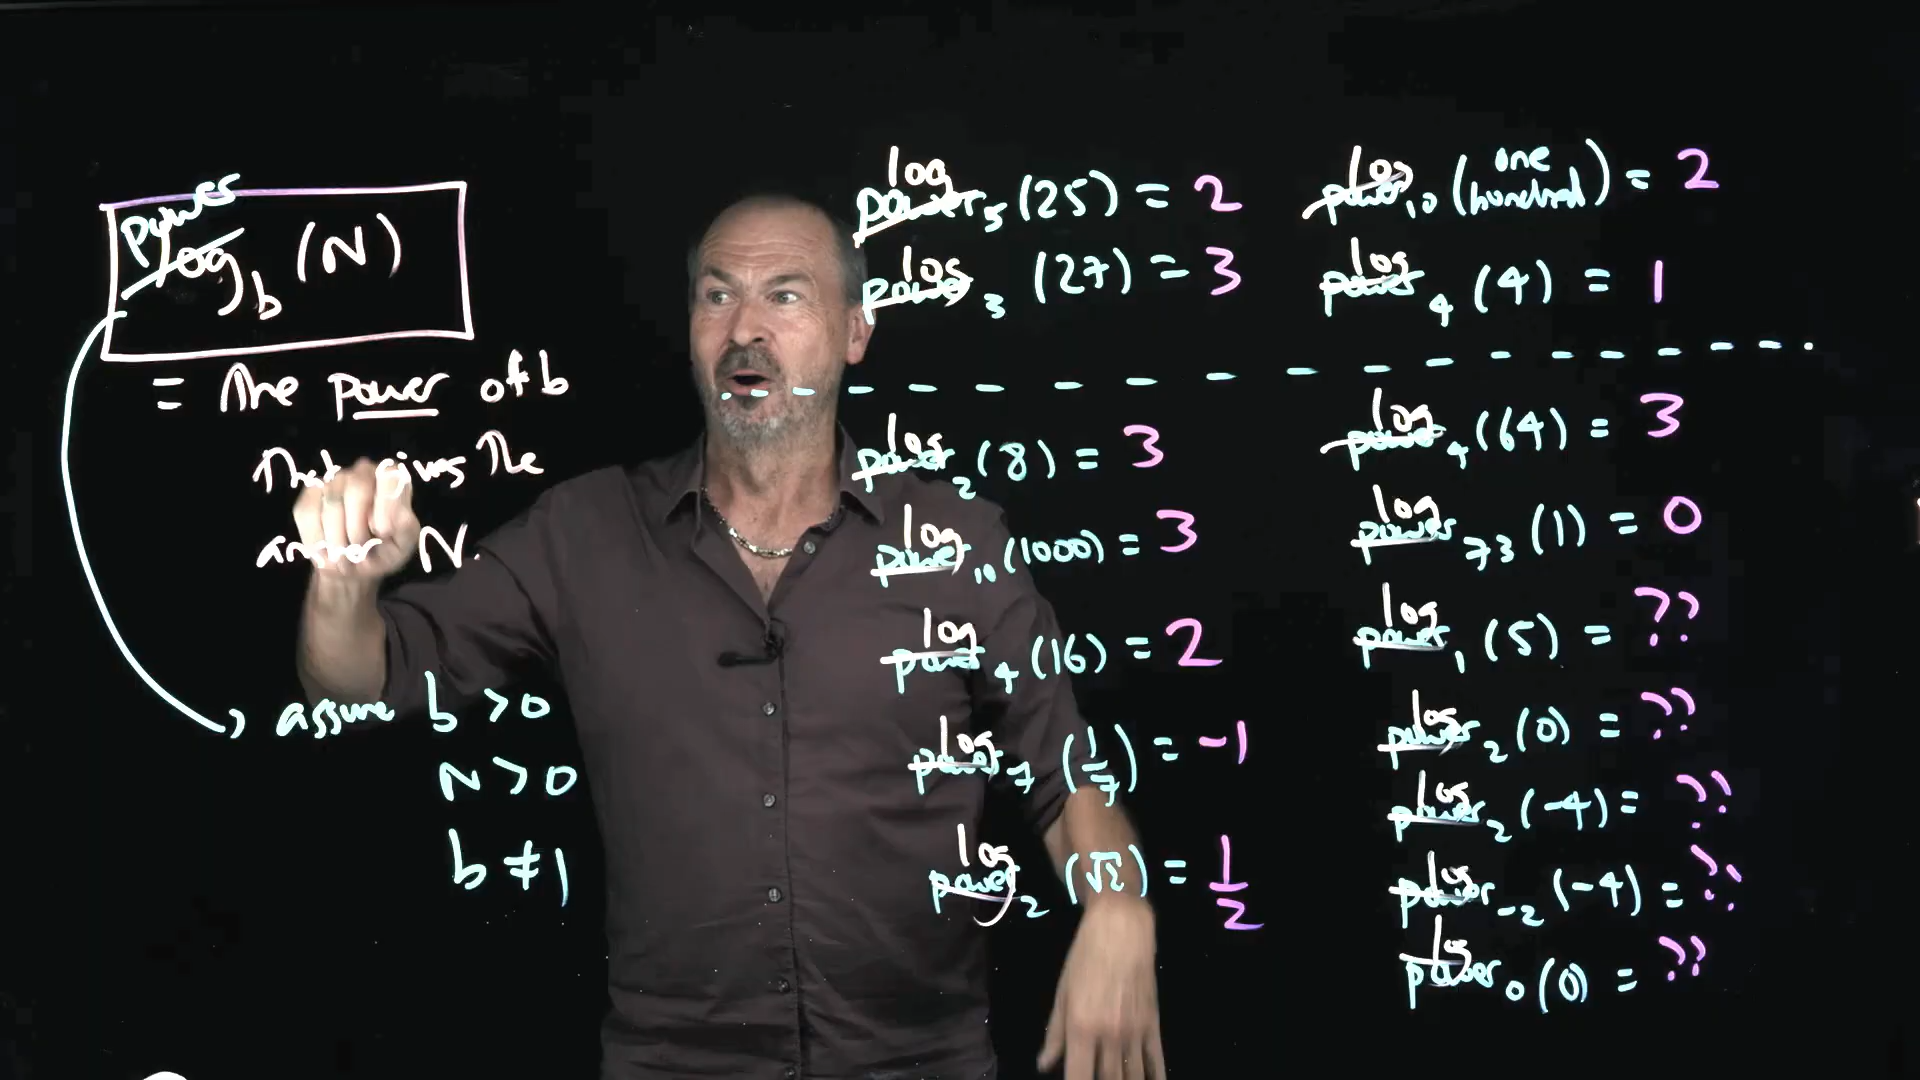 power
log b (N)
= The power of b
that gives the
answer N.
assume b > 0
N > 0
b ≠ 1
log
power 5 (25) = 2
log
power 3 (27) = 3
log
power 10 (one hundred) = 2
log
power 4 (4) = 1
log
power 2 (8) = 3
log
power 10 (1000) = 3
log
power 4 (16) = 2
log
power 7 (1/7) = -1
log
power 2 (√2) = 1/2
log
power 4 (64) = 3
log
power 73 (1) = 0
log
power 1 (5) = ??
log
power 2 (0) = ??
log
power 2 (-4) = ??
log
power -2 (-4) = ??
log
power 0 (0) = ??